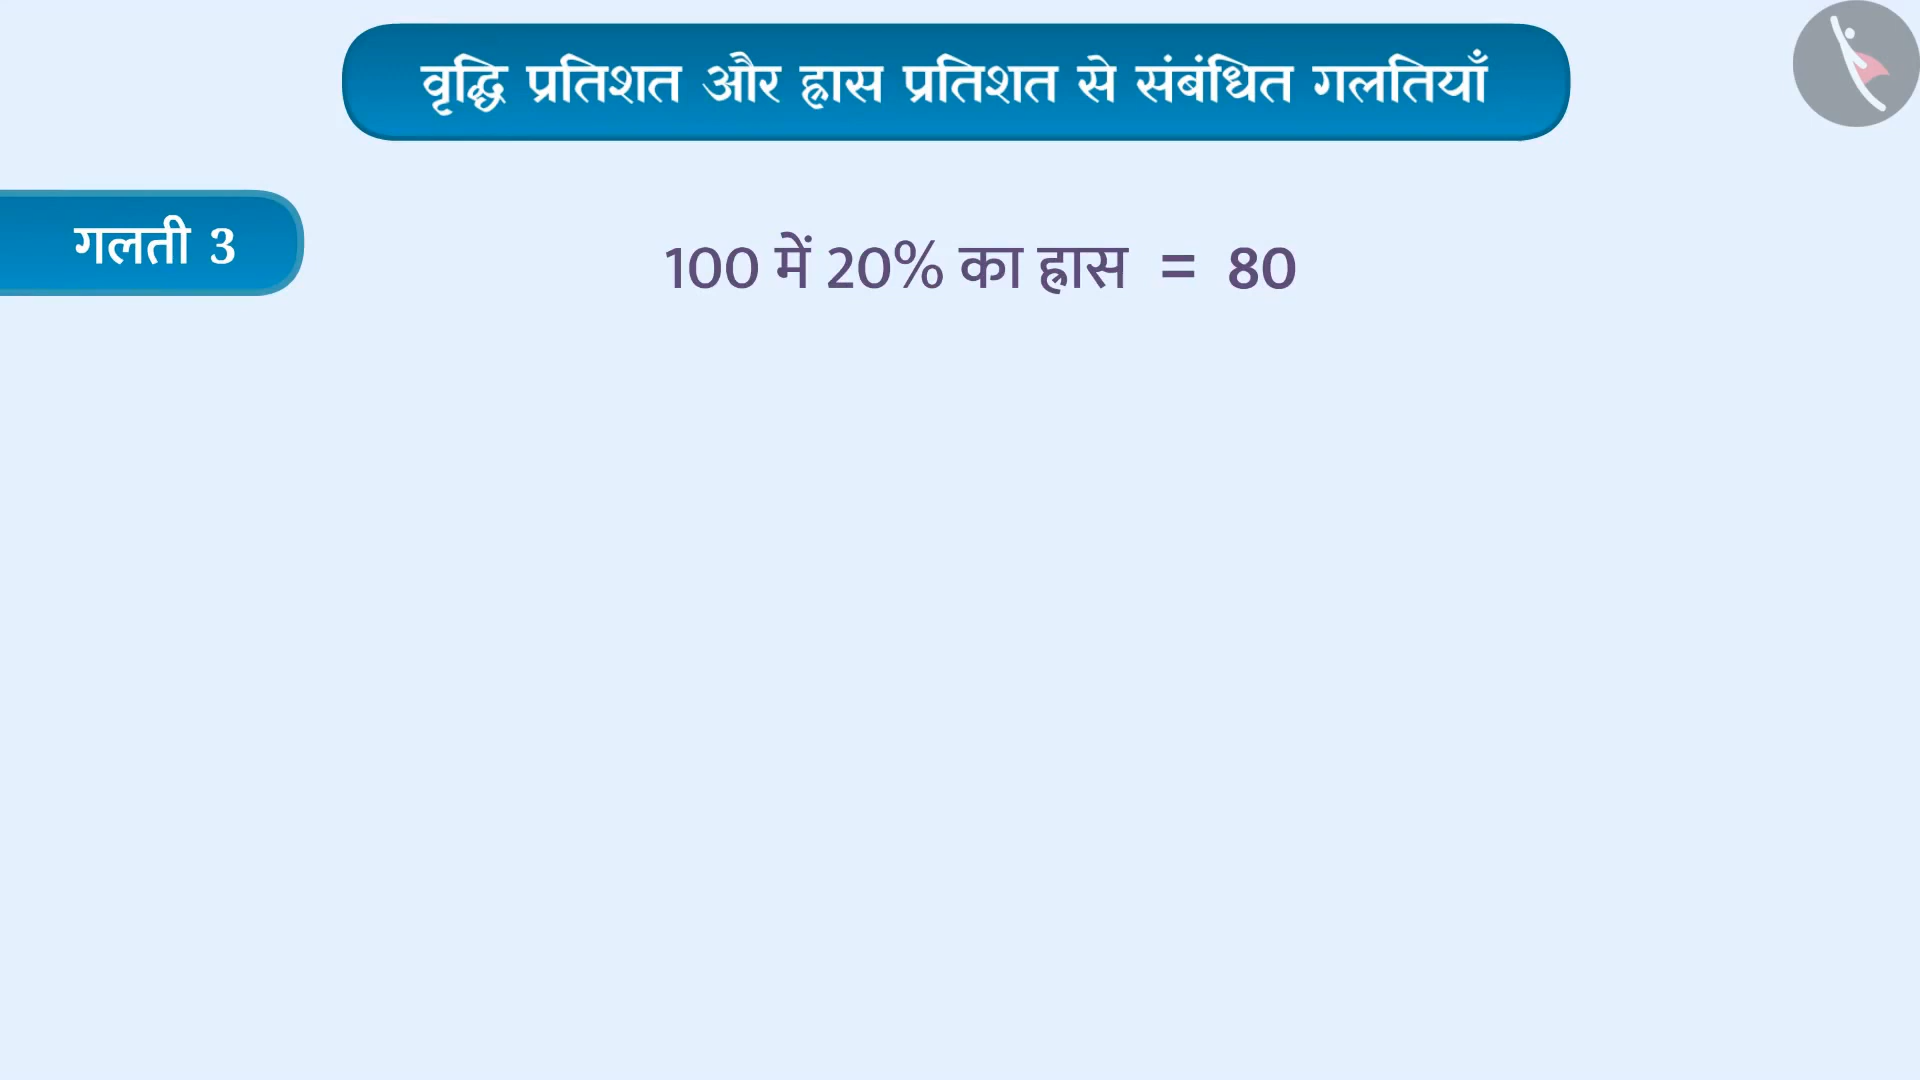 वृद्धि प्रतिशत और ह्रास प्रतिशत से संबंधित गलतियाँ
गलती 3
100 में 20% का ह्रास = 80